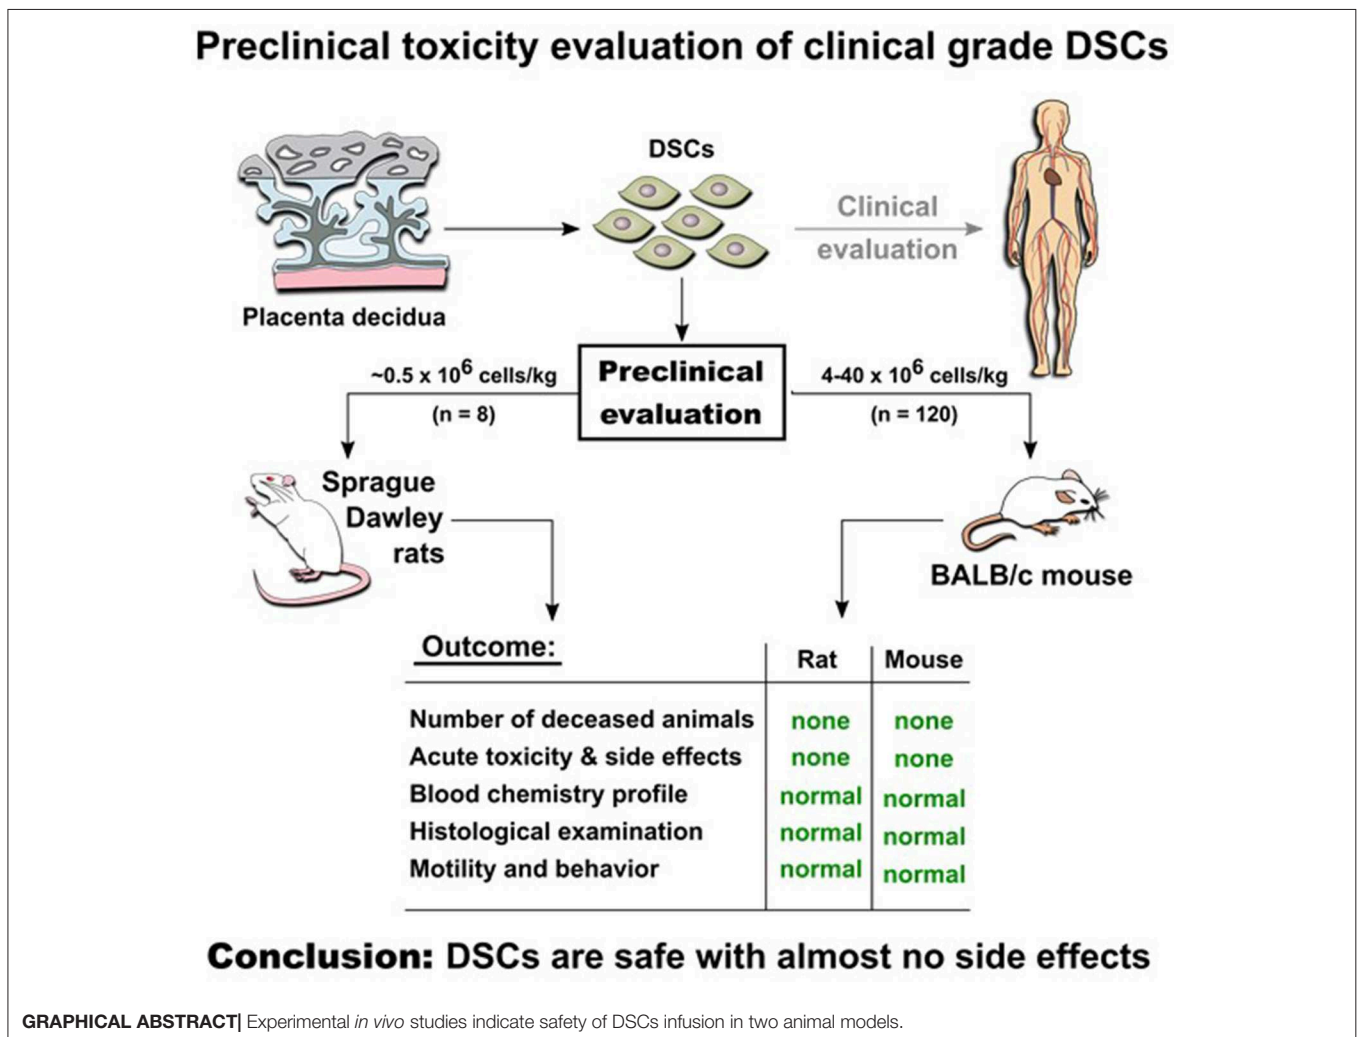 Preclinical toxicity evaluation of clinical grade DSCs
DSCs
Clinical
evaluation
Placenta decidua
~0.5 x 10⁶ cells/kg
(n = 8)
Preclinical
evaluation
4-40 x 10⁶ cells/kg
(n = 120)
Sprague
Dawley
rats
BALB/c mouse
Outcome: Rat Mouse
Number of deceased animals none none
Acute toxicity & side effects none none
Blood chemistry profile normal normal
Histological examination normal normal
Motility and behavior normal normal
Conclusion: DSCs are safe with almost no side effects
GRAPHICAL ABSTRACT| Experimental in vivo studies indicate safety of DSCs infusion in two animal models.